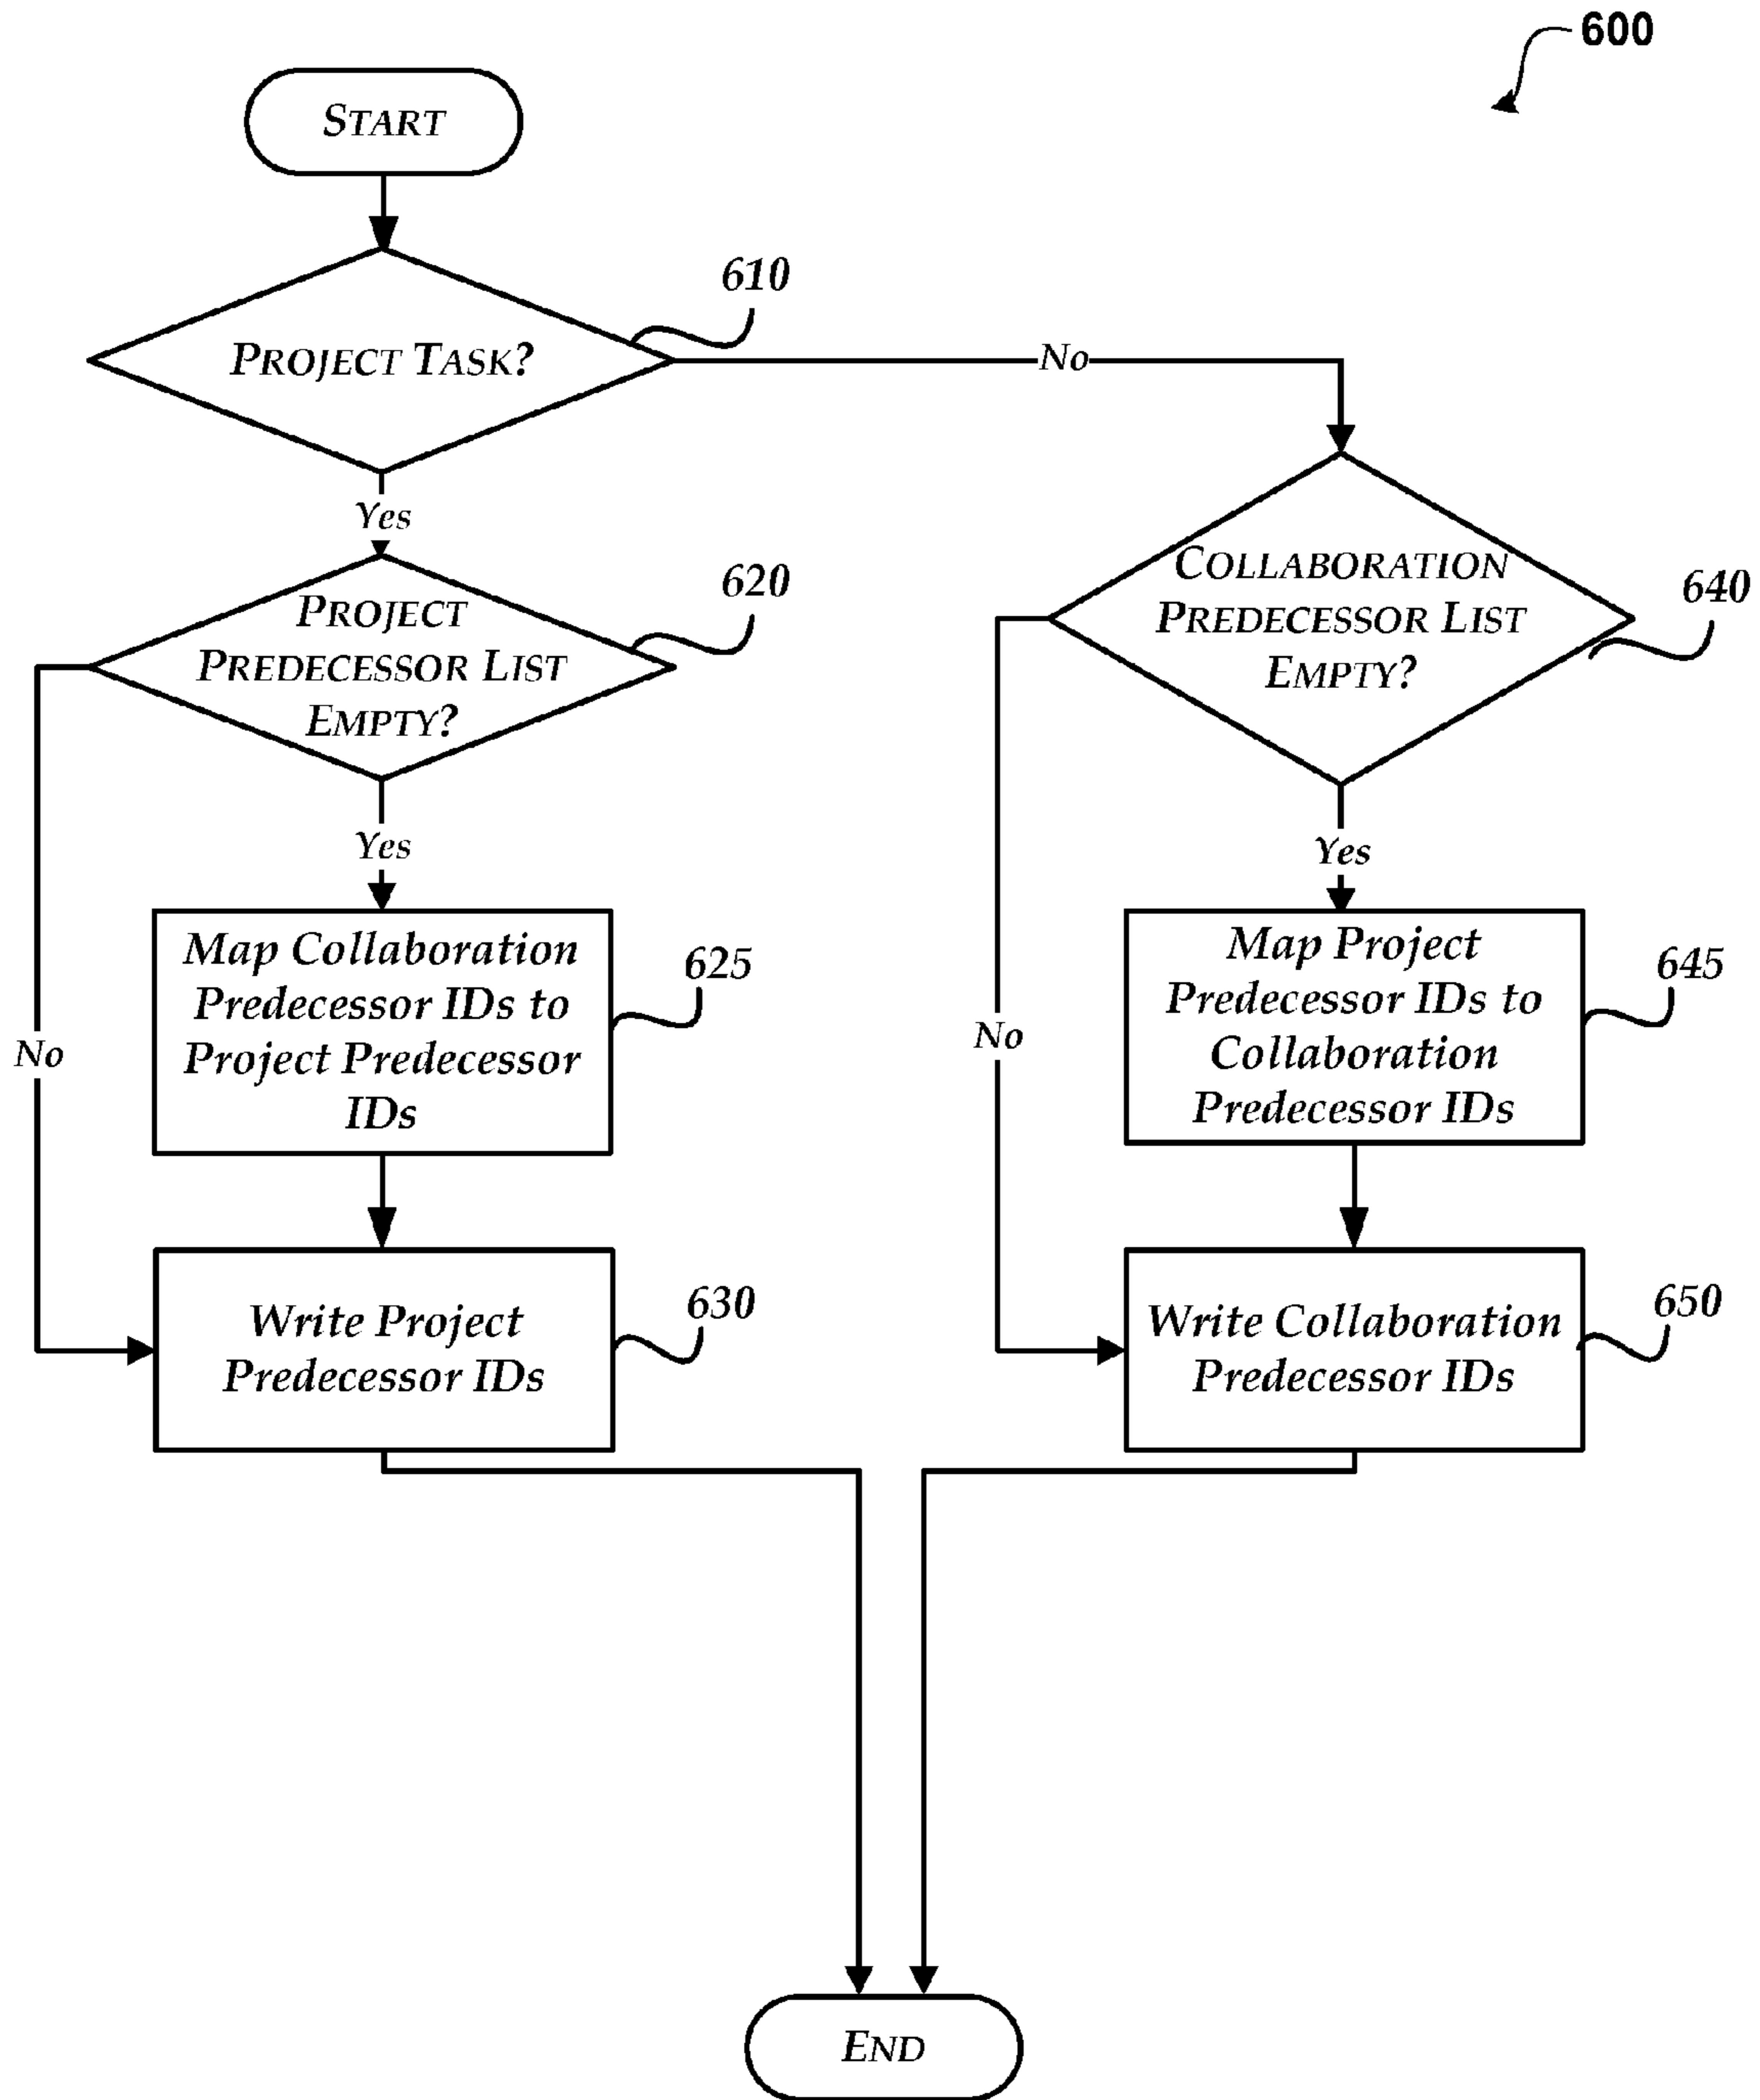 600
START
610
PROJECT TASK?
No
Yes
620
PROJECT
PREDECESSOR LIST
EMPTY?
COLLABORATION
PREDECESSOR LIST
EMPTY?
640
Yes
Yes
Map Collaboration
Predecessor IDs to
Project Predecessor
IDs
625
Map Project
Predecessor IDs to
Collaboration
Predecessor IDs
645
No
No
Write Project
Predecessor IDs
630
Write Collaboration
Predecessor IDs
650
END